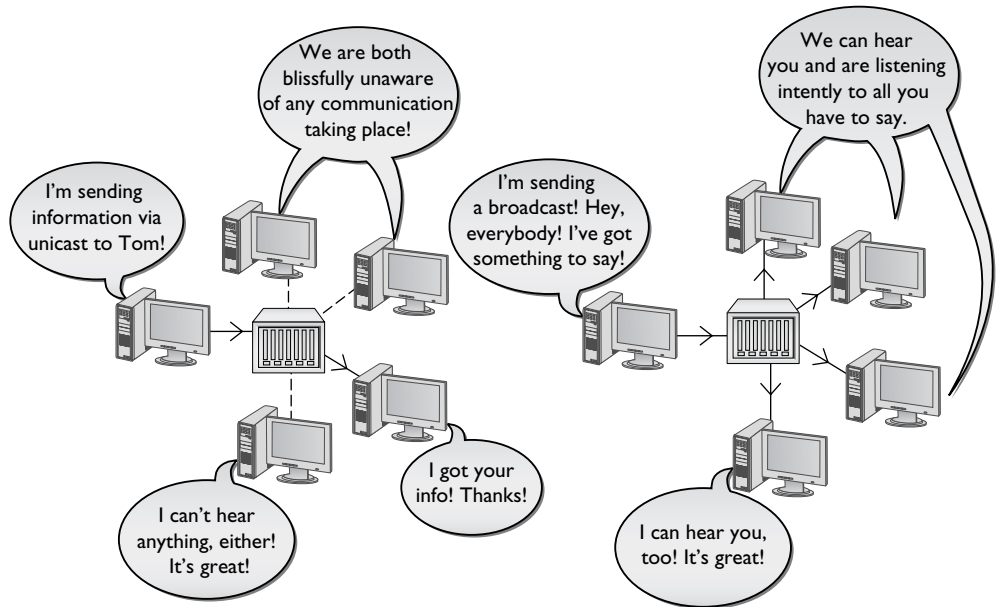 We are both
blissfully unaware
of any communication
taking place!
I'm sending
information via
unicast to Tom!
I can't hear
anything, either!
It's great!
I got your
info! Thanks!
We can hear
you and are listening
intently to all you
have to say.
I'm sending
a broadcast! Hey,
everybody! I've got
something to say!
I can hear you,
too! It's great!